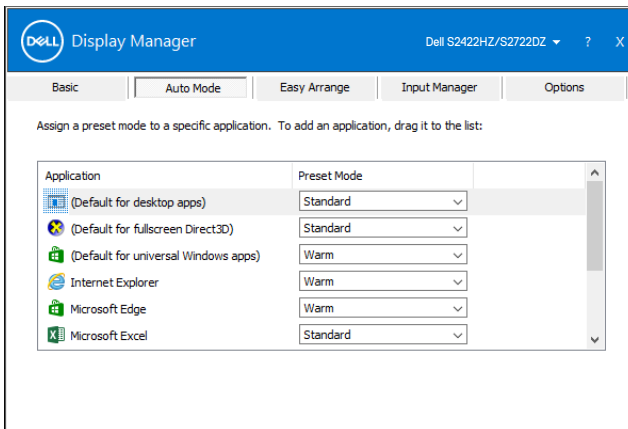 DELL Display Manager Dell S2422HZ/S2722DZ ? X
Basic Auto Mode Easy Arrange Input Manager Options
Assign a preset mode to a specific application. To add an application, drag it to the list:
Application Preset Mode
(Default for desktop apps) Standard
(Default for fullscreen Direct3D) Standard
(Default for universal Windows apps) Warm
Internet Explorer Warm
Microsoft Edge Warm
Microsoft Excel Standard